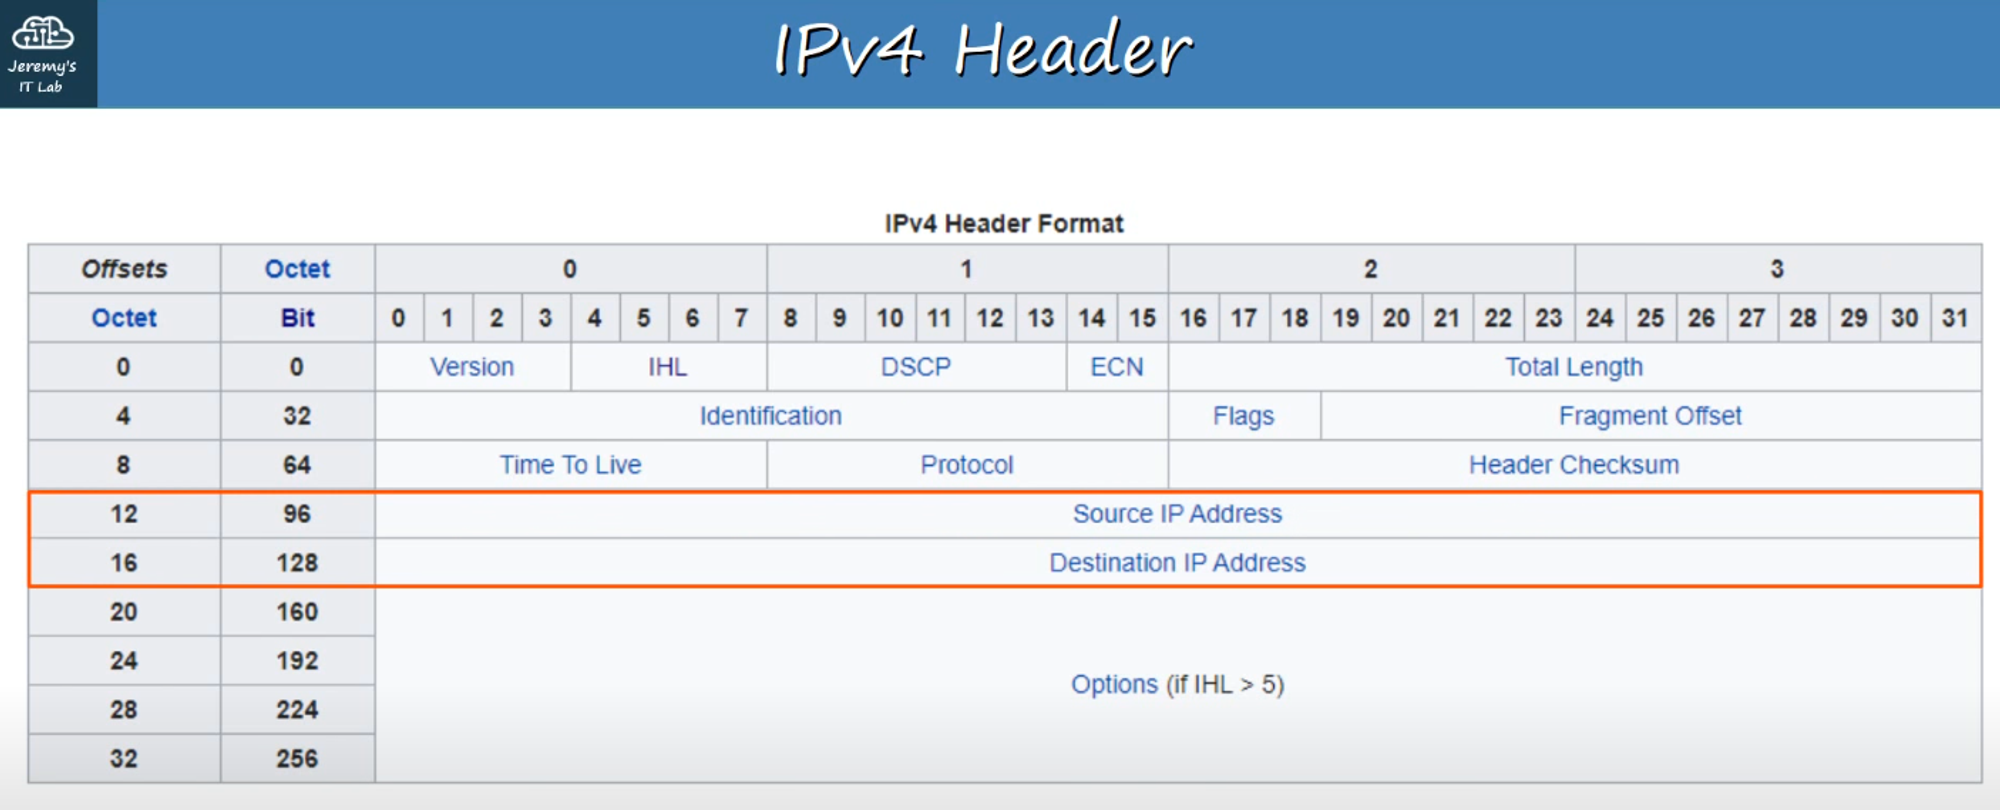 Jeremy's
IT Lab
IPv4 Header
IPv4 Header Format
Offsets Octet 0 1 2 3
Octet Bit 0 1 2 3 4 5 6 7 8 9 10 11 12 13 14 15 16 17 18 19 20 21 22 23 24 25 26 27 28 29 30 31
0 0 Version IHL DSCP ECN Total Length
4 32 Identification Flags Fragment Offset
8 64 Time To Live Protocol Header Checksum
12 96 Source IP Address
16 128 Destination IP Address
20 160
24 192
Options (if IHL > 5)
28 224
32 256